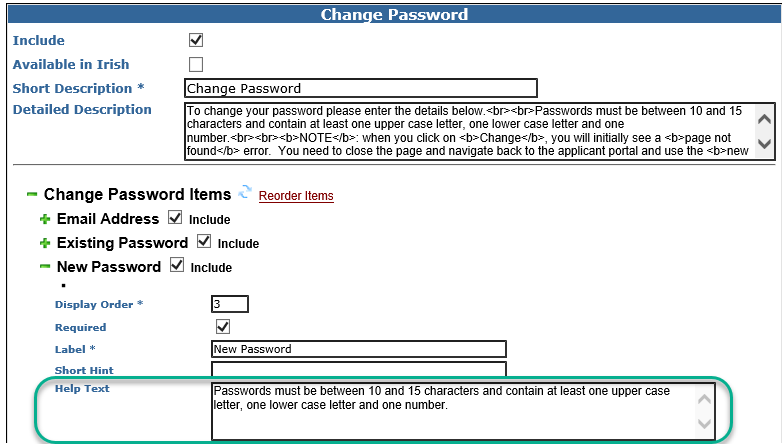 Change Password
Include
Available in Irish
Short Description * Change Password
Detailed Description To change your password please enter the details below.<br><br>Passwords must be between 10 and 15
characters and contain at least one upper case letter, one lower case letter and one
number.<br><br><b>NOTE</b>: when you click on <b>Change</b>, you will initially see a <b>page not
found</b> error. You need to close the page and navigate back to the applicant portal and use the <b>new
Change Password Items Reorder Items
Email Address Include
Existing Password Include
New Password Include
Display Order * 3
Required
Label * New Password
Short Hint
Help Text Passwords must be between 10 and 15 characters and contain at least one upper case
letter, one lower case letter and one number.